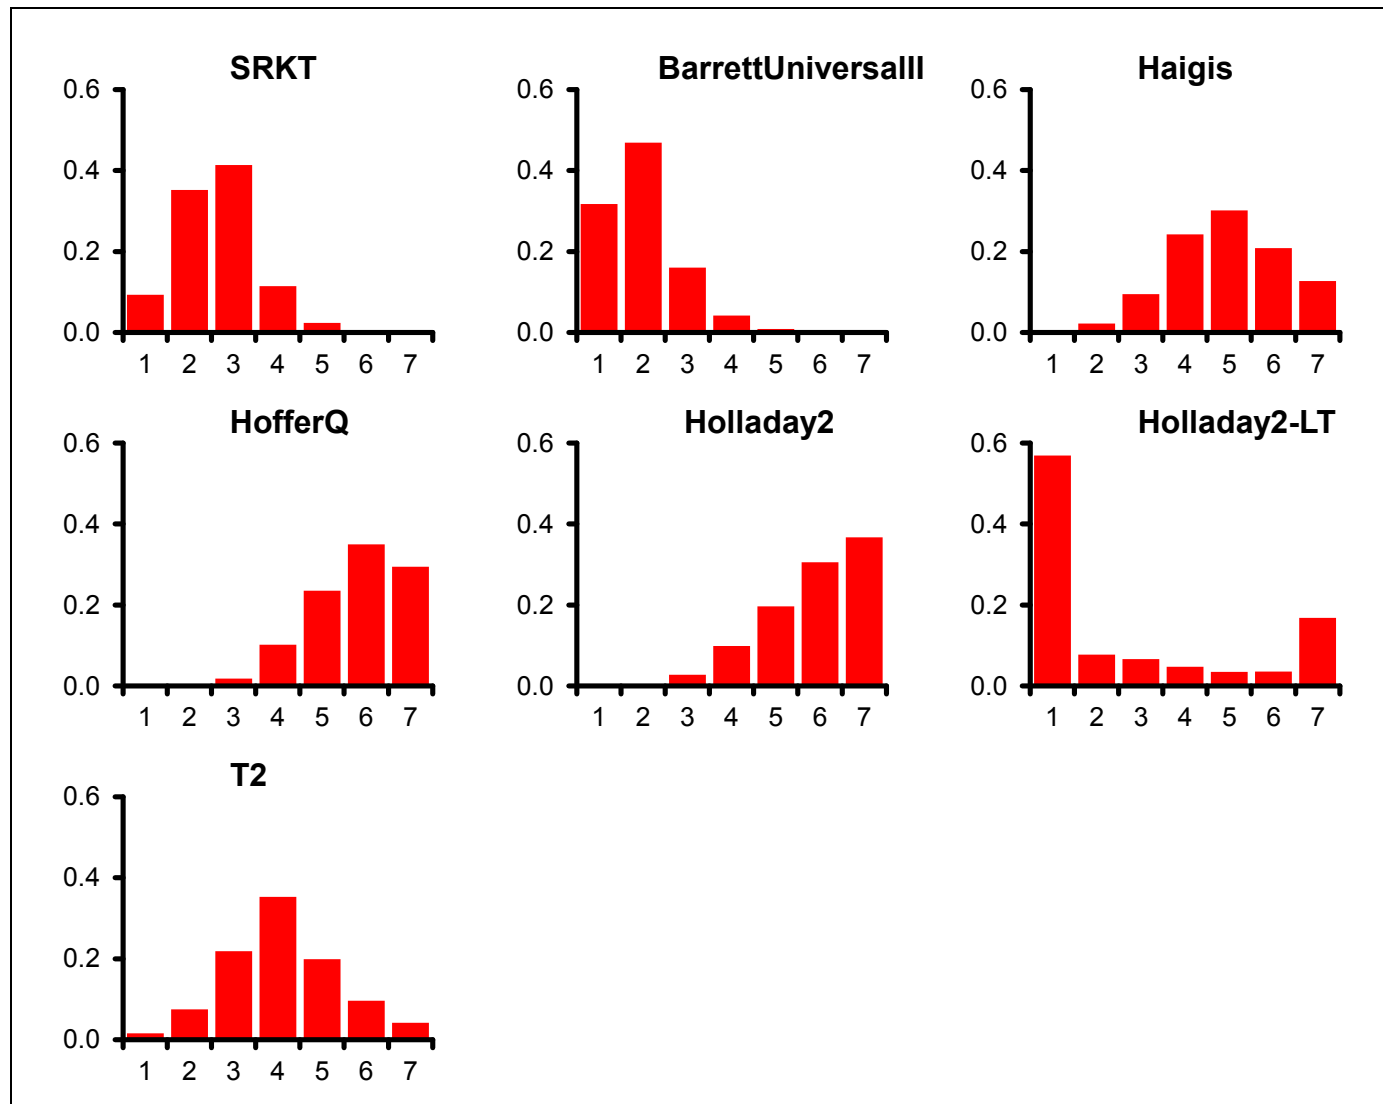 SRKT BarrettUniversalII Haigis
0.6 0.6 0.6
0.4 0.4 0.4
0.2 0.2 0.2
0.0 0.0 0.0
1 2 3 4 5 6 7 1 2 3 4 5 6 7 1 2 3 4 5 6 7
HofferQ Holladay2 Holladay2-LT
0.6 0.6 0.6
0.4 0.4 0.4
0.2 0.2 0.2
0.0 0.0 0.0
1 2 3 4 5 6 7 1 2 3 4 5 6 7 1 2 3 4 5 6 7
T2
0.6
0.4
0.2
0.0
1 2 3 4 5 6 7